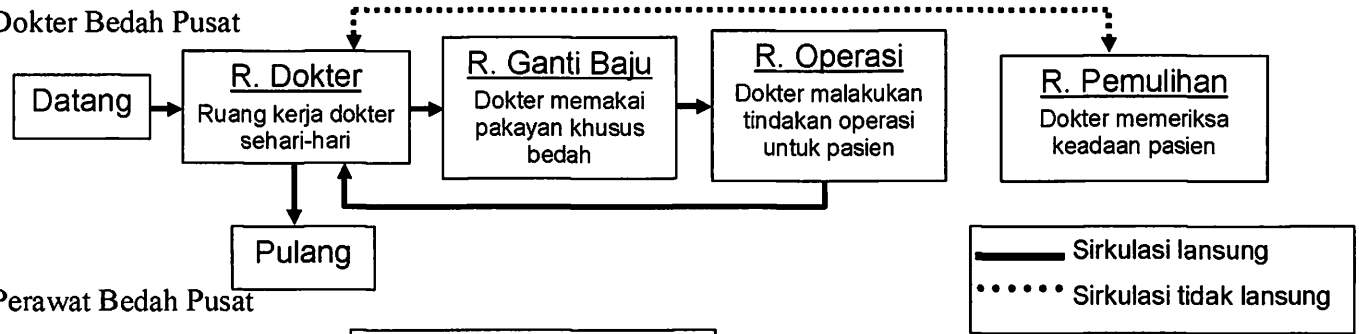 Dokter Bedah Pusat
Datang
R. Dokter
Ruang kerja dokter
sehari-hari
R. Ganti Baju
Dokter memakai
pakayan khusus
bedah
R. Operasi
Dokter malakukan
tindakan operasi
untuk pasien
R. Pemulihan
Dokter memeriksa
keadaan pasien
Pulang
Sirkulasi lansung
Sirkulasi tidak lansung
Perawat Bedah Pusat